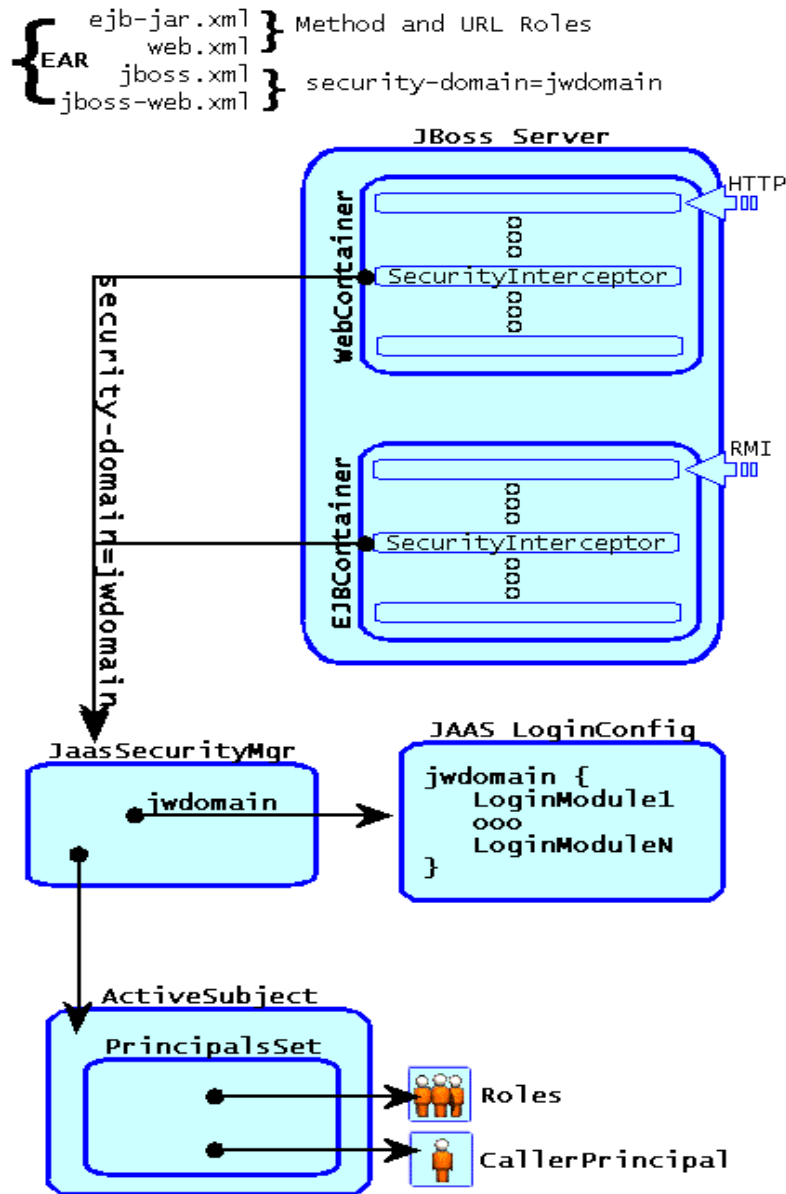 ejb-jar.xml
web.xml
Method and URL Roles
EAR
jboss.xml
jboss-web.xml
security-domain=jwdomain
JBoss Server
HTTP
WebContainer
SecurityInterceptor
security-domain=jwdomain
RMI
EJBContainer
SecurityInterceptor
JaasSecurityMgr
jwdomain
JAAS LoginConfig
jwdomain {
LoginModule1
ooo
LoginModuleN
}
ActiveSubject
PrincipalsSet
Roles
CallerPrincipal